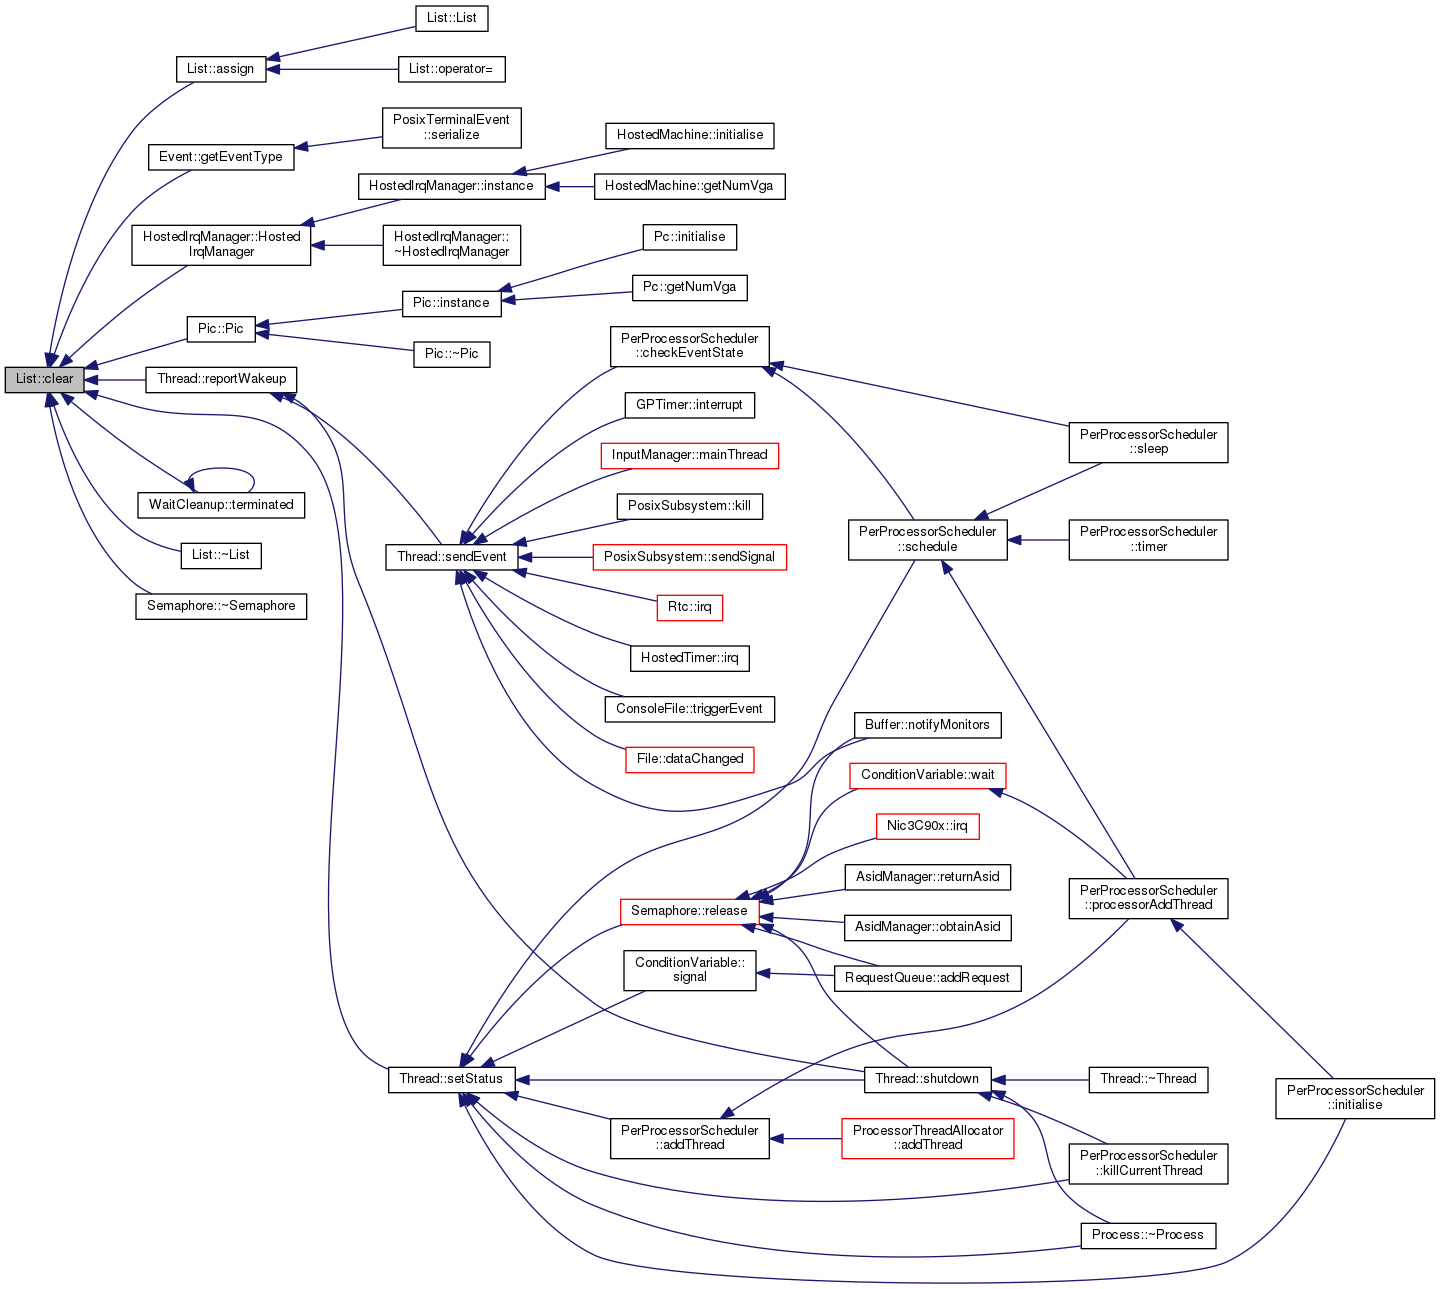 List::List
List::assign
List::operator=
PosixTerminalEvent
::serialize
Event::getEventType
HostedMachine::initialise
HostedIrqManager::instance
HostedMachine::getNumVga
HostedIrqManager::Hosted
IrqManager
HostedIrqManager::
~HostedIrqManager
Pc::initialise
Pc::getNumVga
Pic::instance
Pic::Pic
Pic::~Pic
List::clear
Thread::reportWakeup
PerProcessorScheduler
::checkEventState
GPTimer::interrupt
InputManager::mainThread
PerProcessorScheduler
::sleep
WaitCleanup::terminated
PosixSubsystem::kill
List::~List
Thread::sendEvent
PosixSubsystem::sendSignal
PerProcessorScheduler
::schedule
PerProcessorScheduler
::timer
Semaphore::~Semaphore
Rtc::irq
HostedTimer::irq
ConsoleFile::triggerEvent
Buffer::notifyMonitors
File::dataChanged
ConditionVariable::wait
Nic3C90x::irq
AsidManager::returnAsid
Semaphore::release
AsidManager::obtainAsid
PerProcessorScheduler
::processorAddThread
ConditionVariable::
signal
RequestQueue::addRequest
Thread::setStatus
Thread::shutdown
Thread::~Thread
PerProcessorScheduler
::initialise
PerProcessorScheduler
::addThread
ProcessorThreadAllocator
::addThread
PerProcessorScheduler
::killCurrentThread
Process::~Process